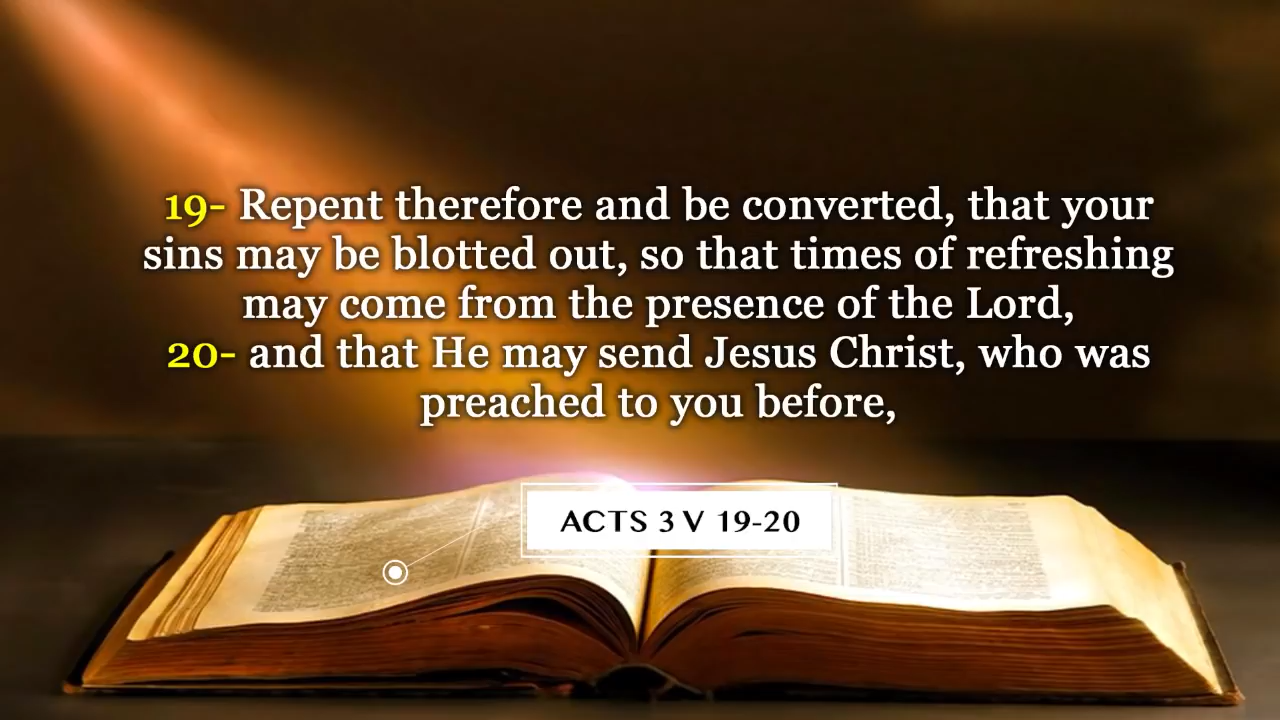 19- Repent therefore and be converted, that your
sins may be blotted out, so that times of refreshing
may come from the presence of the Lord,
20- and that He may send Jesus Christ, who was
preached to you before,
ACTS 3 V 19-20